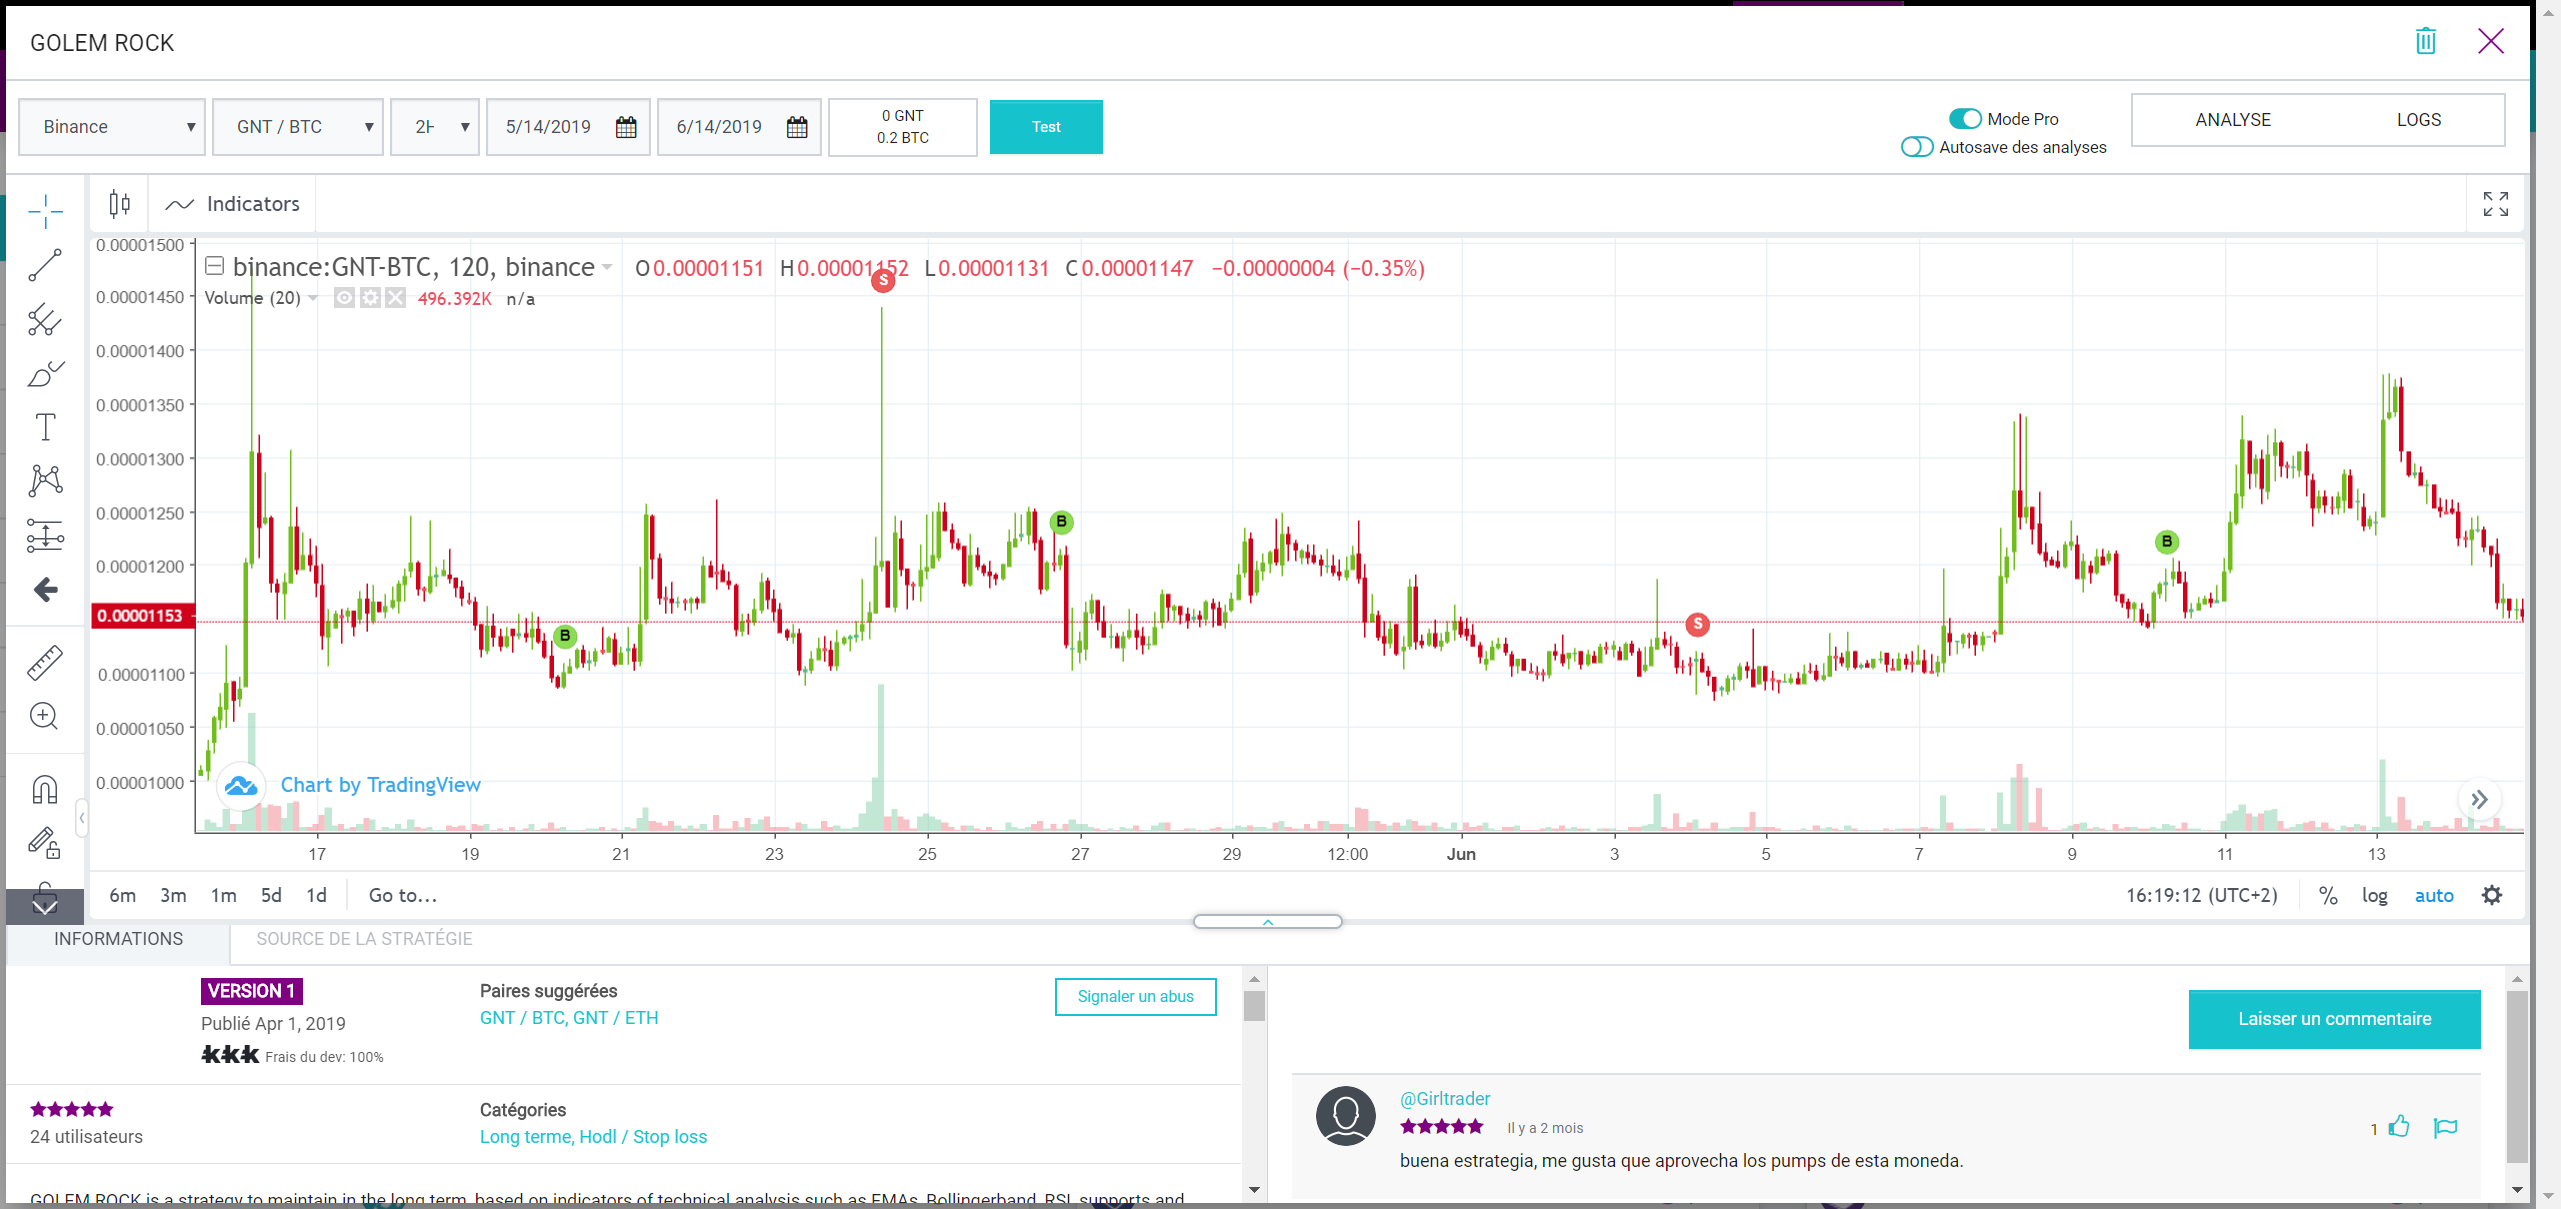 GOLEM ROCK
Binance
GNT / BTC
5/14/2019
6/14/2019
0 GNT
0.2 BTC
Test
Mode Pro
Autosave des analyses
ANALYSE
LOGS
Indicators
binance:GNT-BTC, 120, binance
O0.00001151 H0.00001152 L0.00001131 C0.00001147 −0.00000004 (−0.35%)
Volume (20) 496.392K n/a
0.00001500
0.00001450
0.00001400
0.00001350
0.00001300
0.00001250
0.00001200
0.00001153
0.00001100
0.00001050
0.00001000
S
B
B
S
B
Chart by TradingView
17 19 21 23 25 27 29 12:00 Jun 3 5 7 9 11 13
6m 3m 1m 5d 1d Go to...
16:19:12 (UTC+2) % log auto
INFORMATIONS
SOURCE DE LA STRATÉGIE
VERSION 1
Publié Apr 1, 2019
Frais du dev: 100%
Paires suggérées
GNT / BTC, GNT / ETH
Signaler un abus
24 utilisateurs
Catégories
Long terme, Hodl / Stop loss
GOLEM ROCK is a strategy to maintain in the long term, based on indicators of technical analysis such as EMAs, Bollingerband, RSI, supports and
Laisser un commentaire
@Girltrader
Il y a 2 mois
1
buena estrategia, me gusta que aprovecha los pumps de esta moneda.